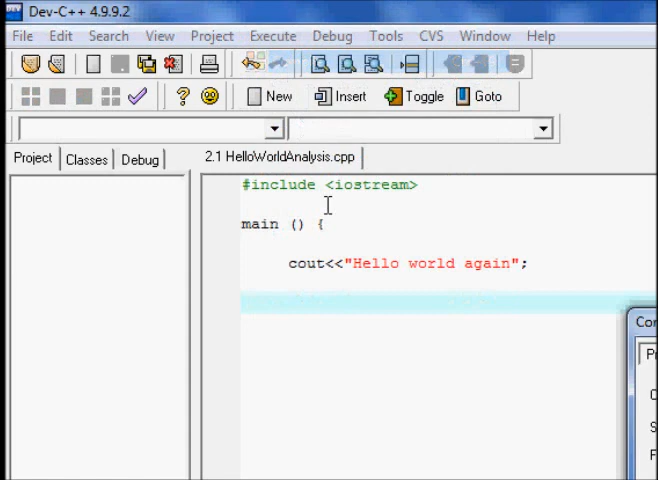 Dev-C++ 4.9.9.2
File Edit Search View Project Execute Debug Tools CVS Window Help
New Insert Toggle Goto
Project Classes Debug 2.1 HelloWorldAnalysis.cpp
#include <iostream>
main () {
cout<<"Hello world again";